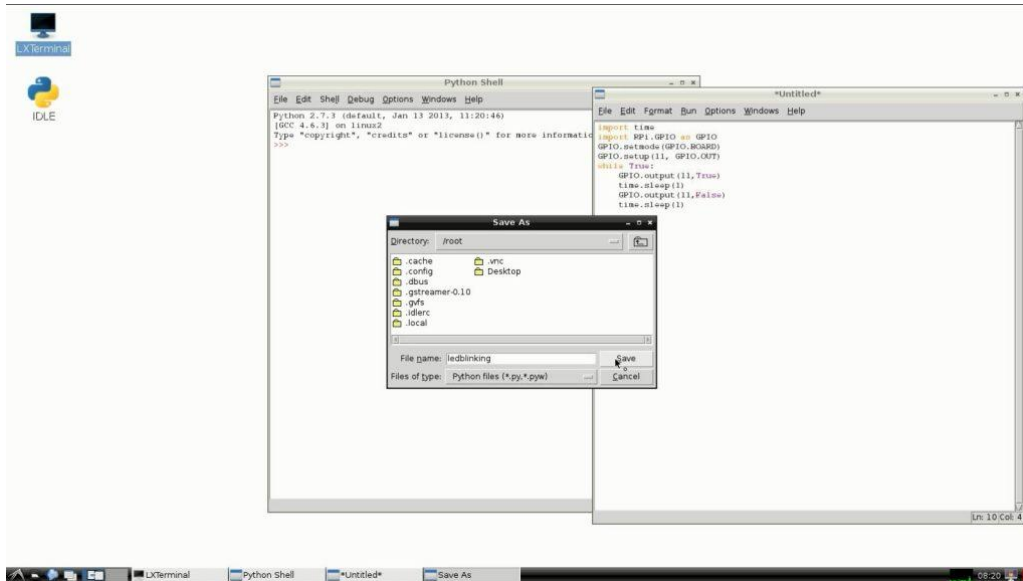 LXTerminal
IDLE
Python Shell
File Edit Shell Debug Options Windows Help
Python 2.7.3 (default, Jan 13 2013, 11:20:46)
[GCC 4.6.3] on linux2
Type "copyright", "credits" or "license()" for more informatic
>>>
*Untitled*
File Edit Format Run Options Windows Help
import time
import RPi.GPIO as GPIO
GPIO.setmode(GPIO.BOARD)
GPIO.setup(11, GPIO.OUT)
while True:
    GPIO.output(11,True)
    time.sleep(1)
    GPIO.output(11,False)
    time.sleep(1)
Save As
Directory: /root
.cache .vnc
.config Desktop
.dbus
.gstreamer-0.10
.gvfs
.idlerc
.local
File name: ledblinking Save
Files of type: Python files (*.py,*.pyw) Cancel
Ln: 10 Col: 4
LXTerminal Python Shell *Untitled* Save As 08:20